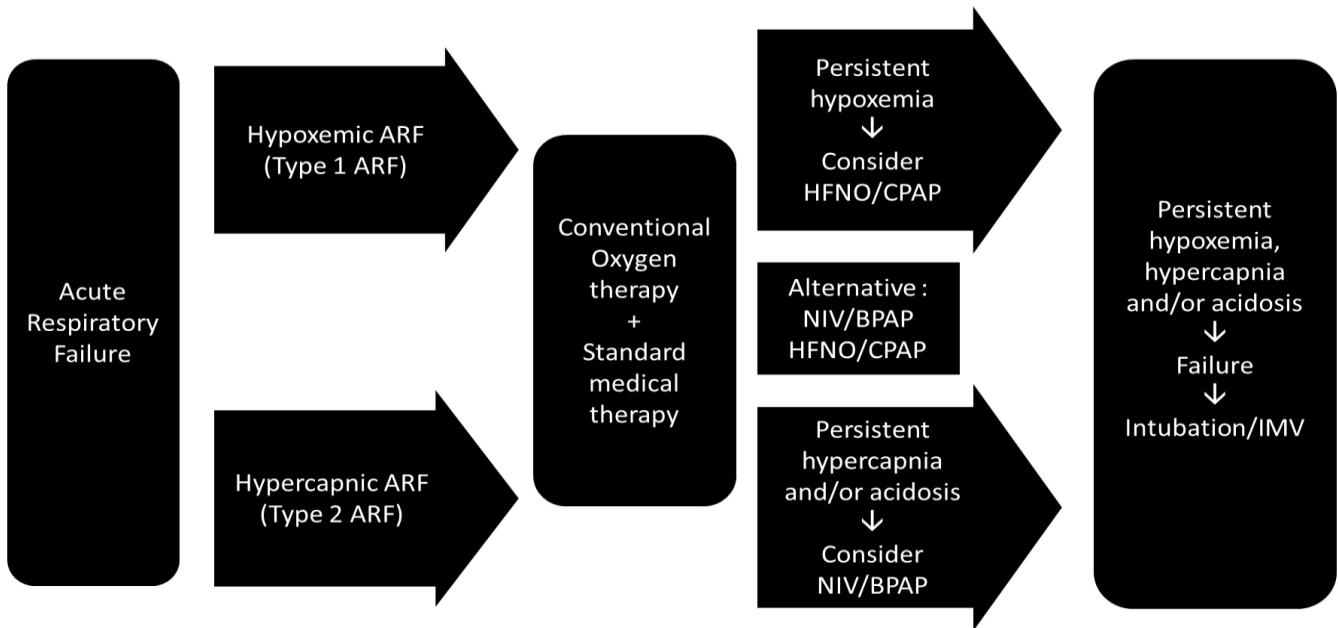 Acute
Respiratory
Failure
Hypoxemic ARF
(Type 1 ARF)
Hypercapnic ARF
(Type 2 ARF)
Conventional
Oxygen
therapy
+
Standard
medical
therapy
Persistent
hypoxemia
↓
Consider
HFNO/CPAP
Alternative :
NIV/BPAP
HFNO/CPAP
Persistent
hypercapnia
and/or acidosis
↓
Consider
NIV/BPAP
Persistent
hypoxemia,
hypercapnia
and/or acidosis
↓
Failure
↓
Intubation/IMV